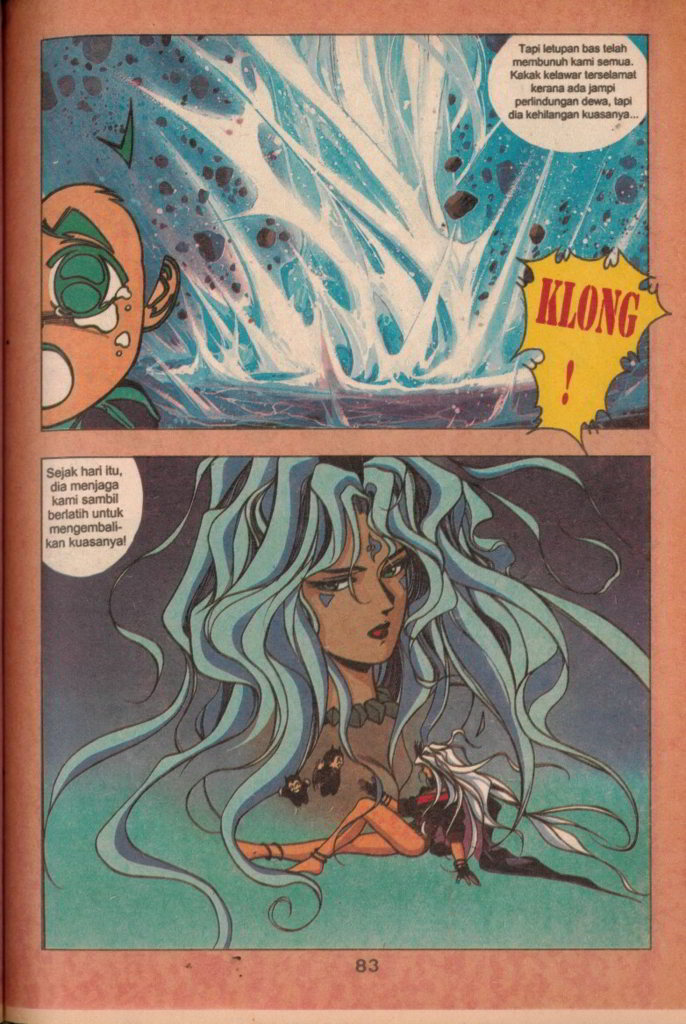 Tapi letupan bas telah
membunuh kami semua.
Kakak kelawar terselamat
kerana ada jampi
perlindungan dewa, tapi
dia kehilangan kuasanya...
KLONG
!
Sejak hari itu,
dia menjaga
kami sambil
berlatih untuk
mengembali-
kan kuasanya!
83